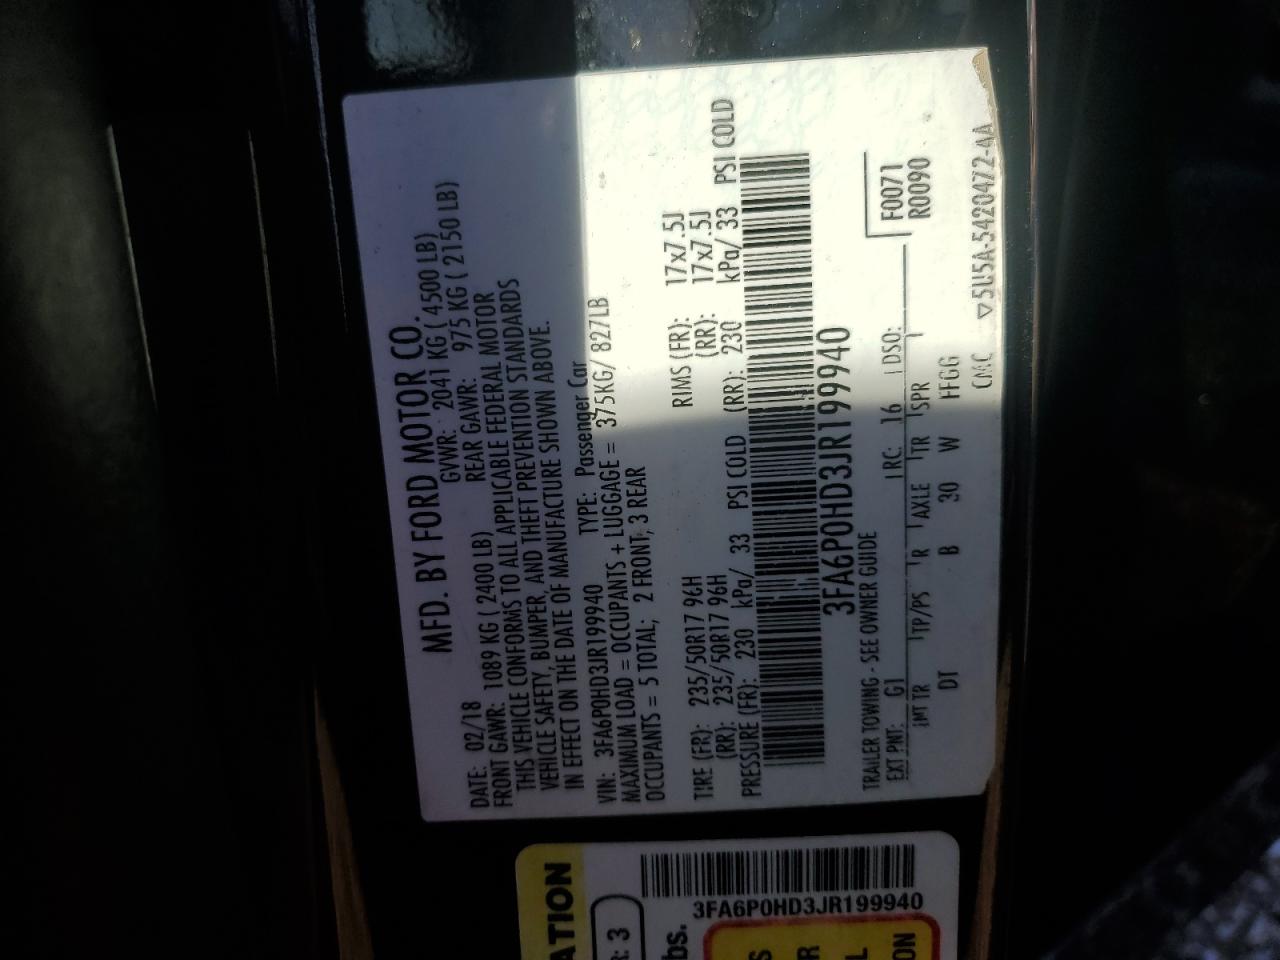 MFD. BY FORD MOTOR CO.
DATE: 02/18 GVWR: 2041 KG ( 4500 LB)
FRONT GAWR: 1089 KG ( 2400 LB) REAR GAWR: 975 KG ( 2150 LB)
THIS VEHICLE CONFORMS TO ALL APPLICABLE FEDERAL MOTOR
VEHICLE SAFETY, BUMPER, AND THEFT PREVENTION STANDARDS
IN EFFECT ON THE DATE OF MANUFACTURE SHOWN ABOVE.
VIN: 3FA6P0HD3JR199940 TYPE: Passenger Car
MAXIMUM LOAD = OCCUPANTS + LUGGAGE = 375KG/ 827LB
OCCUPANTS = 5 TOTAL; 2 FRONT, 3 REAR
TIRE (FR): 235/50R17 96H RIMS (FR): 17x7.5J
(RR): 235/50R17 96H (RR): 17x7.5J
PRESSURE (FR): 230 kPa/ 33 PSI COLD (RR): 230 kPa/ 33 PSI COLD
3FA6P0HD3JR199940
TRAILER TOWING - SEE OWNER GUIDE
EXT PNT: G1 RC: 16 DSO: F0071
INT TR TP/PS R AXLE TR SPR R0090
DT B 30 W FFGG
CMC ▽5U5A-5420472-AA
ATION
R: 3
3FA6P0HD3JR199940
bs.
S
R
L
ON